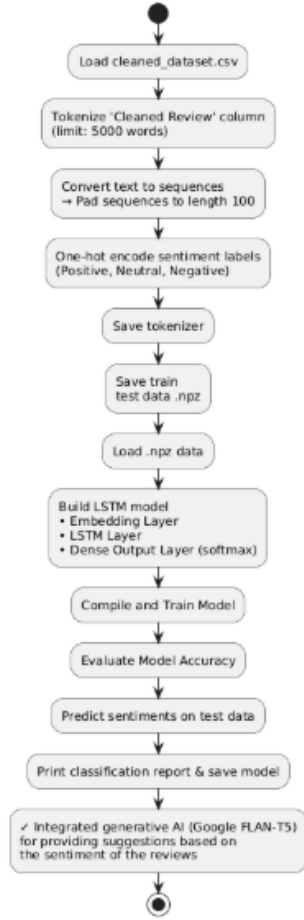 Load cleaned_dataset.csv
Tokenize 'Cleaned Review' column
(limit: 5000 words)
Convert text to sequences
→ Pad sequences to length 100
One-hot encode sentiment labels
(Positive, Neutral, Negative)
Save tokenizer
Save train
test data .npz
Load .npz data
Build LSTM model
• Embedding Layer
• LSTM Layer
• Dense Output Layer (softmax)
Compile and Train Model
Evaluate Model Accuracy
Predict sentiments on test data
Print classification report & save model
✓ Integrated generative AI (Google FLAN-T5)
for providing suggestions based on
the sentiment of the reviews